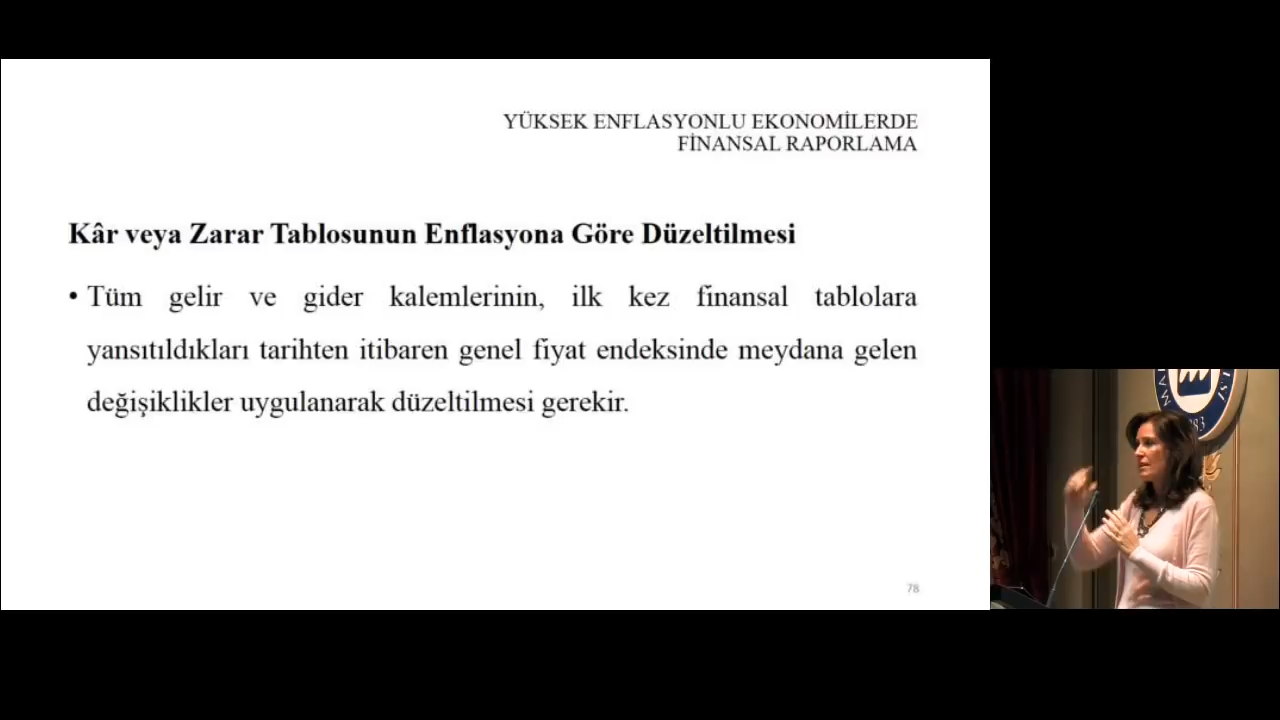 YÜKSEK ENFLASYONLU EKONOMİLERDE
FİNANSAL RAPORLAMA
Kâr veya Zarar Tablosunun Enflasyona Göre Düzeltilmesi
• Tüm gelir ve gider kalemlerinin, ilk kez finansal tablolara
yansıtıldıkları tarihten itibaren genel fiyat endeksinde meydana gelen
değişiklikler uygulanarak düzeltilmesi gerekir.
78